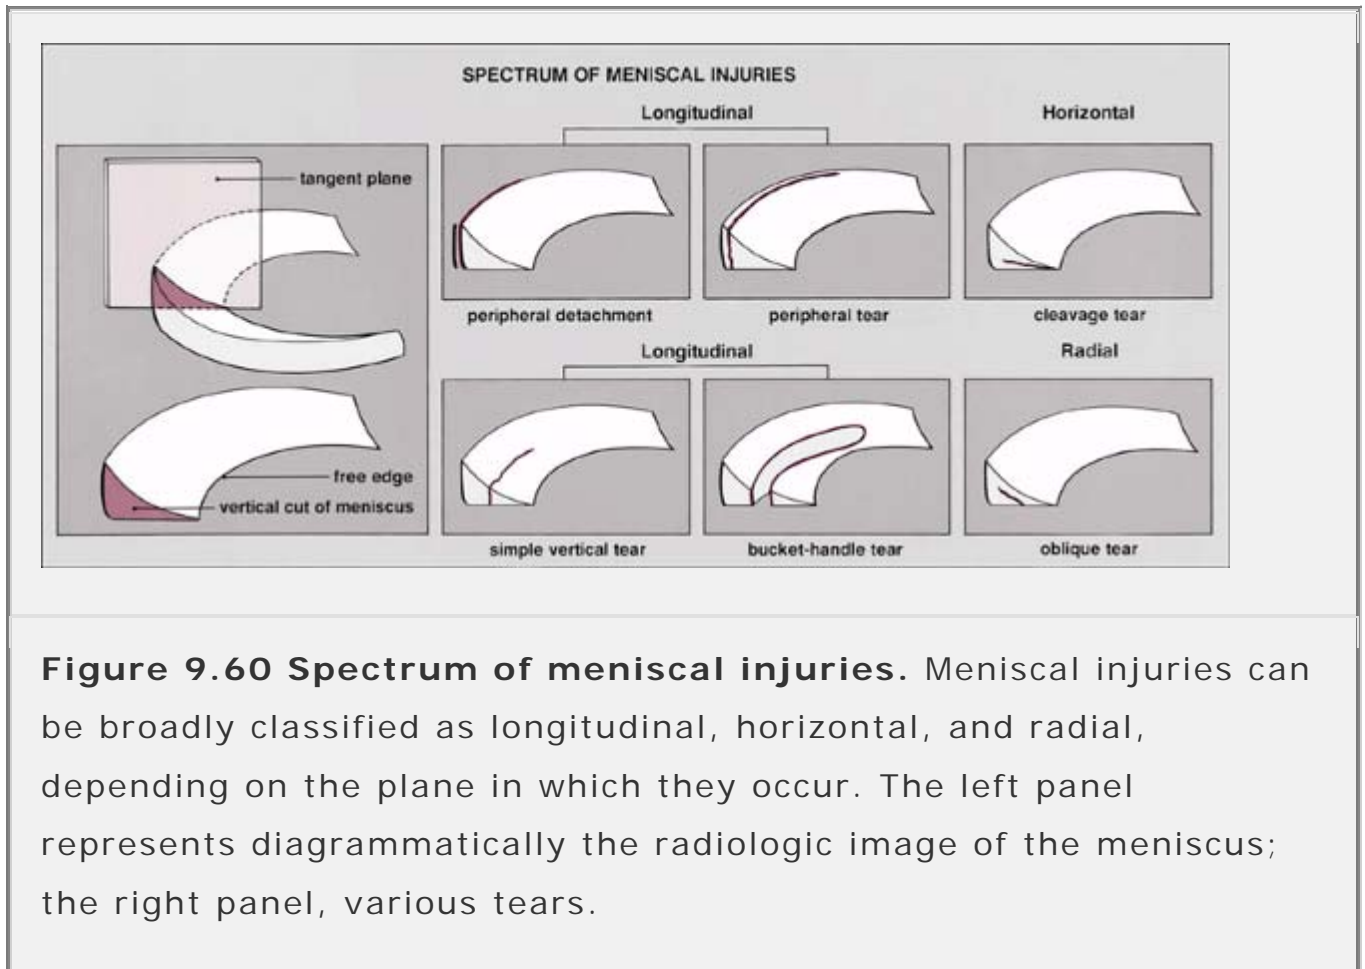 SPECTRUM OF MENISCAL INJURIES
Longitudinal
Horizontal
tangent plane
peripheral detachment
peripheral tear
cleavage tear
Longitudinal
Radial
free edge
vertical cut of meniscus
simple vertical tear
bucket-handle tear
oblique tear
Figure 9.60 Spectrum of meniscal injuries. Meniscal injuries can
be broadly classified as longitudinal, horizontal, and radial,
depending on the plane in which they occur. The left panel
represents diagrammatically the radiologic image of the meniscus;
the right panel, various tears.